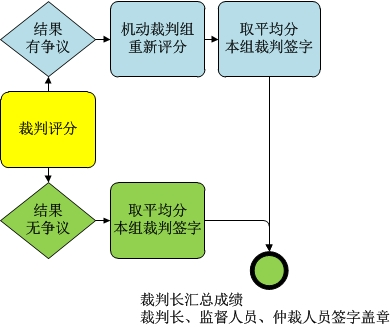 结果
有争议
机动裁判组
重新评分
取平均分
本组裁判签字
裁判评分
结果
无争议
取平均分
本组裁判签字
裁判长汇总成绩
裁判长、监督人员、仲裁人员签字盖章